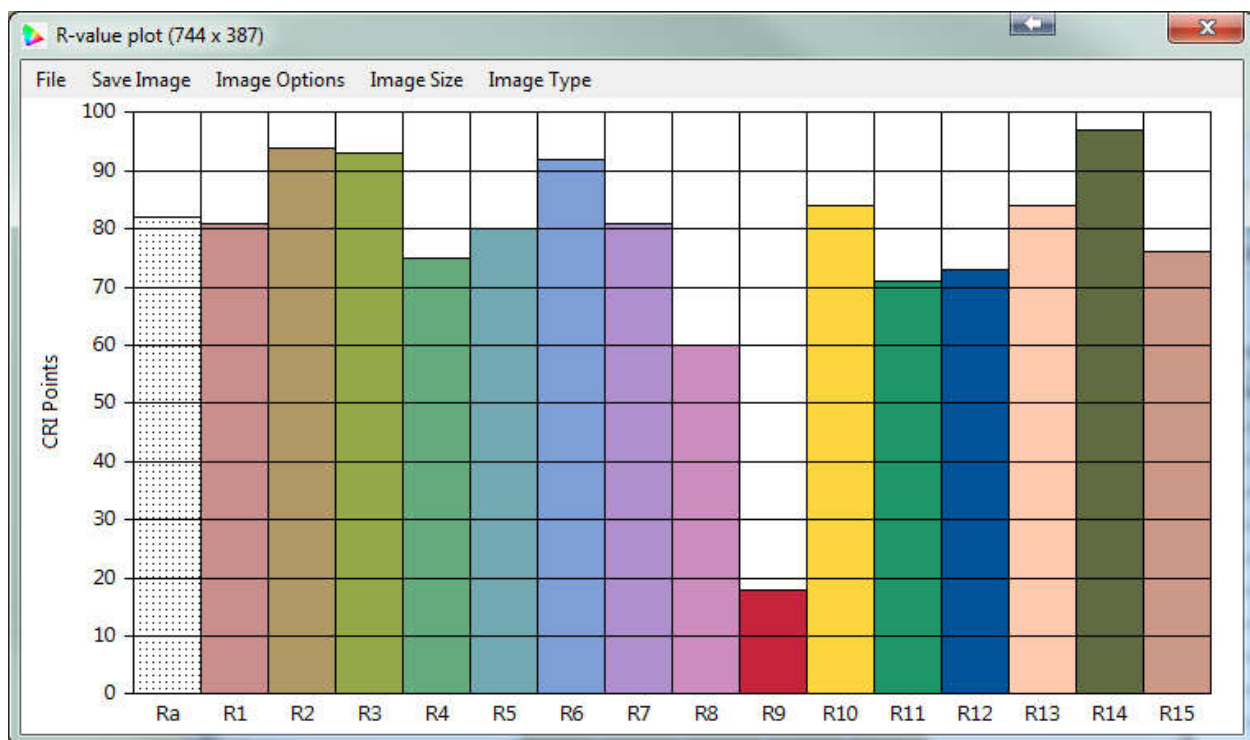 R-value plot (744 x 387)
File Save Image Image Options Image Size Image Type
CRI Points
100
90
80
70
60
50
40
30
20
10
0
Ra R1 R2 R3 R4 R5 R6 R7 R8 R9 R10 R11 R12 R13 R14 R15